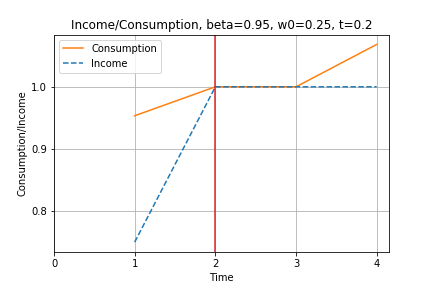 Income/Consumption, beta=0.95, w0=0.25, t=0.2
Consumption
Income
Consumption/Income
1.0
0.9
0.8
0 1 2 3 4
Time